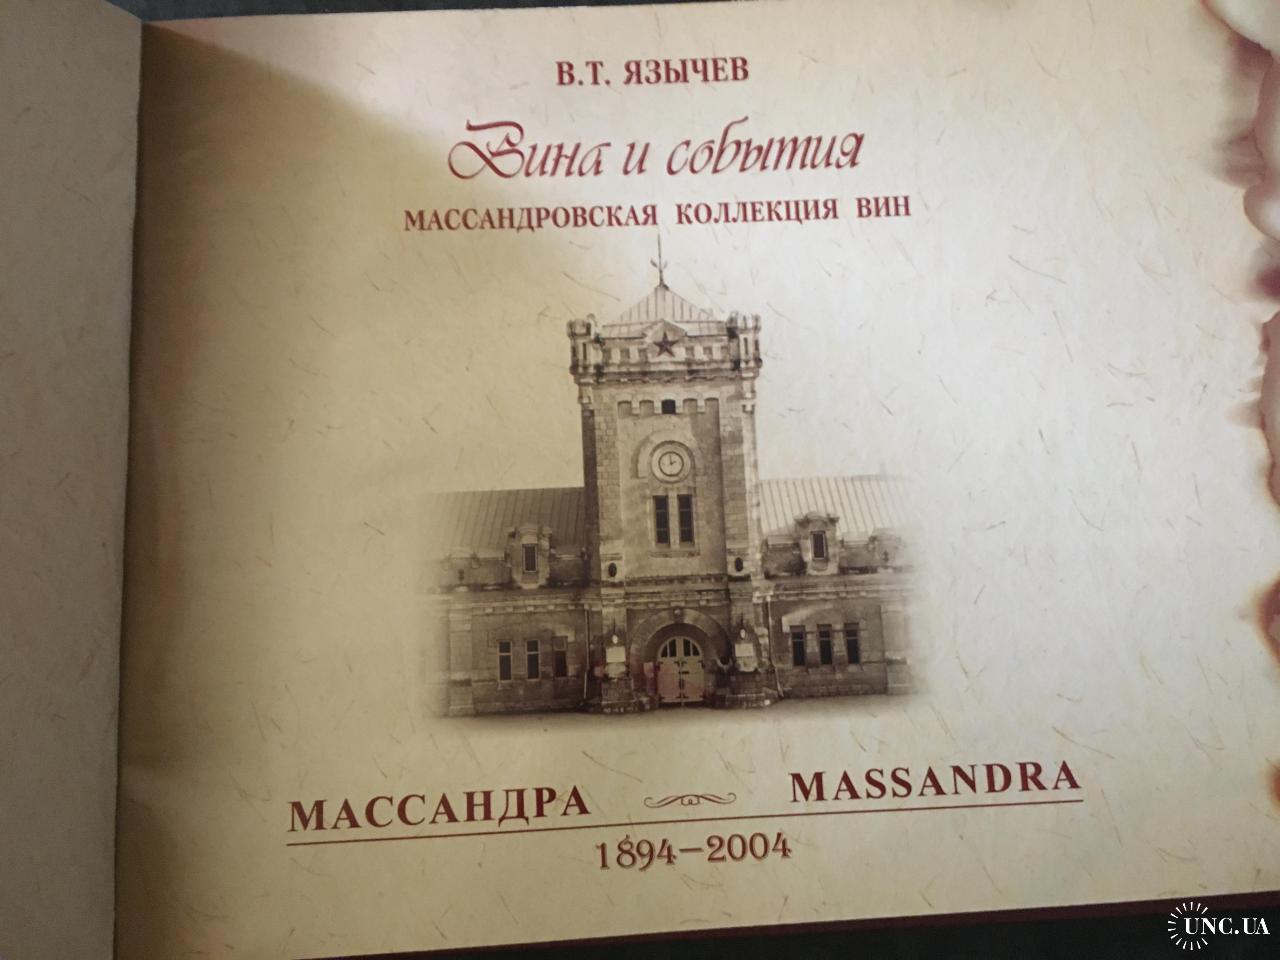 В.Т. ЯЗЫЧЕВ
Вина и события
МАССАНДРОВСКАЯ КОЛЛЕКЦИЯ ВИН
МАССАНДРА MASSANDRA
1894–2004
UNC.UA